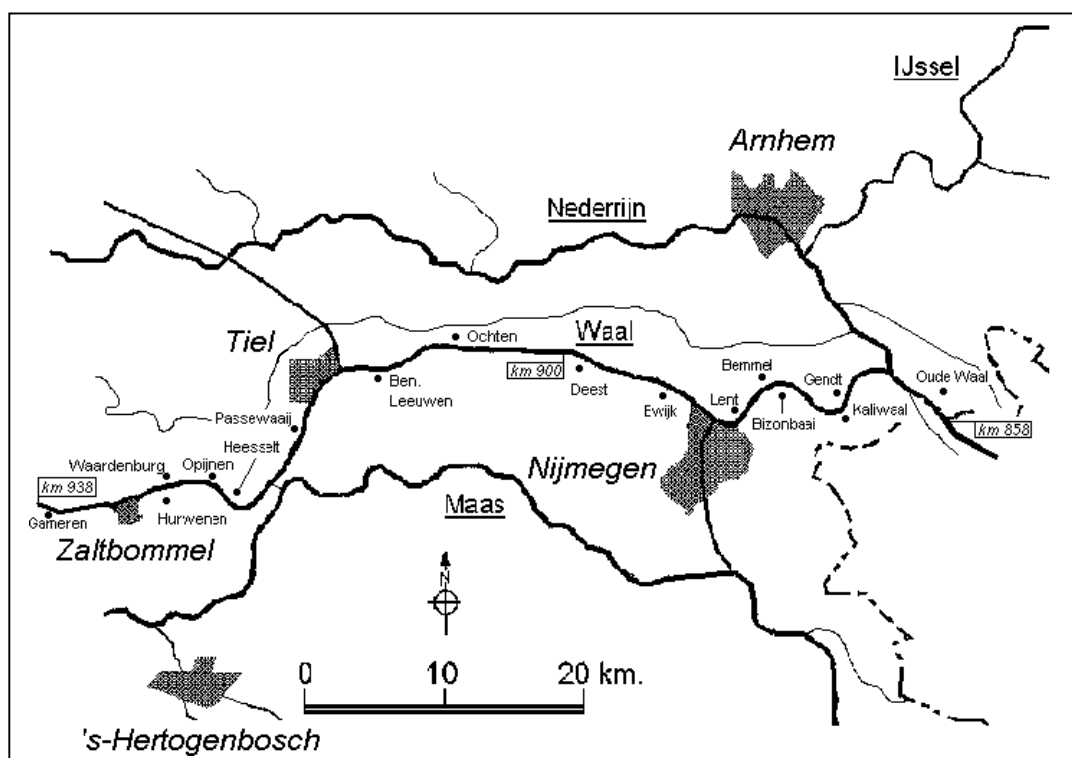 IJssel
Arnhem
Nederrijn
Tiel
Ochten
Waal
km 900
Ben.
Leeuwen
Deest
Bemmel
Gendt
Oude Waal
Ewijk
Lent
Bizonbaai
Kaliwaal
km 858
Passewaaij
Heesselt
Waardenburg
Opijnen
Nijmegen
km 938
Gameren
Hurwenen
Maas
Zaltbommel
N
0 10 20 km.
's-Hertogenbosch